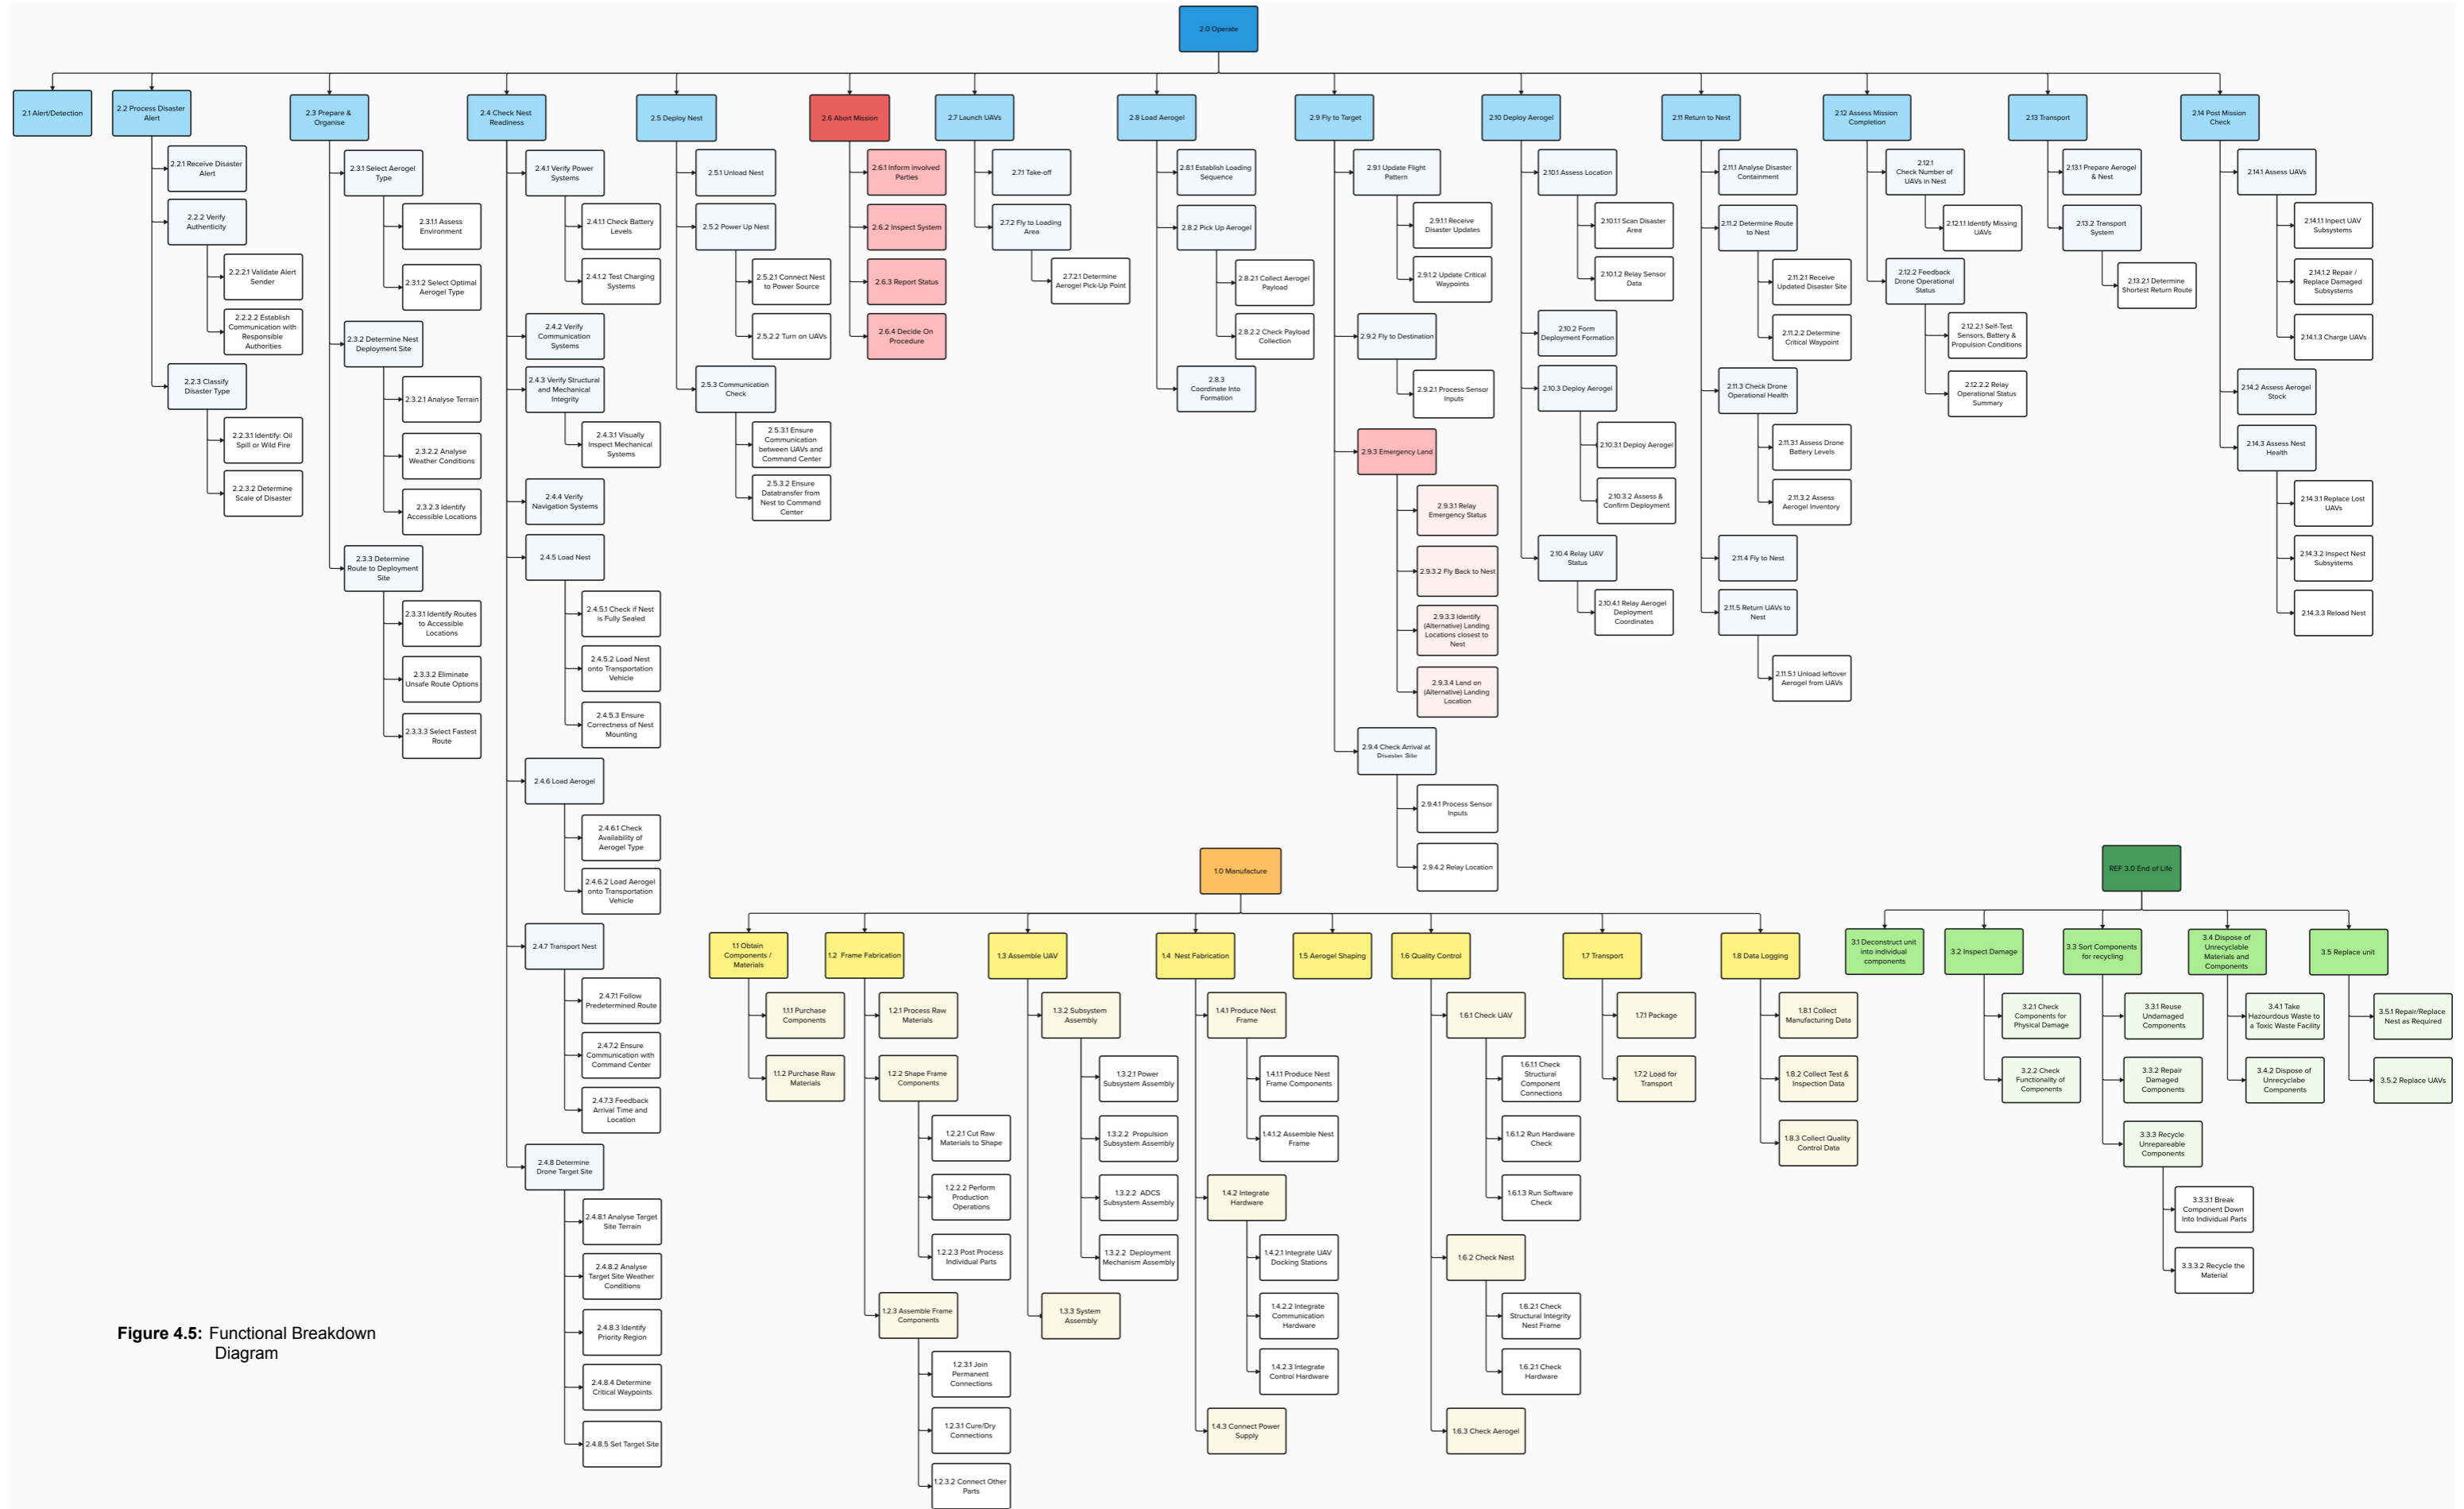 2.0 Operate
2.1 Alert/Detection
2.2 Process Disaster
Alert
2.2.1 Receive Disaster
Alert
2.2.2 Verify
Authenticity
2.2.2.1 Validate Alert
Sender
2.2.2.2 Establish
Communication with
Responsible
Authorities
2.2.3 Classify
Disaster Type
2.2.3.1 Identify: Oil
Spill or Wild Fire
2.2.3.2 Determine
Scale of Disaster
2.3 Prepare &
Organise
2.3.1 Select Aerogel
Type
2.3.1.1 Assess
Environment
2.3.1.2 Select Optimal
Aerogel Type
2.3.2 Determine Nest
Deployment Site
2.3.2.1 Analyse Terrain
2.3.2.2 Analyse
Weather Conditions
2.3.2.3 Identify
Accessible Locations
2.3.3 Determine
Route to Deployment
Site
2.3.3.1 Identify Routes
to Accessible
Locations
2.3.3.2 Eliminate
Unsafe Route Options
2.3.3.3 Select Fastest
Route
2.4 Check Nest
Readiness
2.4.1 Verify Power
Systems
2.4.1.1 Check Battery
Levels
2.4.1.2 Test Charging
Systems
2.4.2 Verify
Communication
Systems
2.4.3 Verify Structural
and Mechanical
Integrity
2.4.3.1 Visually
Inspect Mechanical
Systems
2.4.4 Verify
Navigation Systems
2.4.5 Load Nest
2.4.5.1 Check if Nest
is Fully Sealed
2.4.5.2 Load Nest
onto Transportation
Vehicle
2.4.5.3 Ensure
Correctness of Nest
Mounting
2.4.6 Load Aerogel
2.4.6.1 Check
Availability of
Aerogel Type
2.4.6.2 Load Aerogel
onto Transportation
Vehicle
2.4.7 Transport Nest
2.4.7.1 Follow
Predetermined Route
2.4.7.2 Ensure
Communication with
Command Center
2.4.7.3 Feedback
Arrival Time and
Location
2.4.8 Determine
Drone Target Site
2.4.8.1 Analyse Target
Site Terrain
2.4.8.2 Analyse
Target Site Weather
Conditions
2.4.8.3 Identify
Priority Region
2.4.8.4 Determine
Critical Waypoints
2.4.8.5 Set Target Site
2.5 Deploy Nest
2.5.1 Unload Nest
2.5.2 Power Up Nest
2.5.2.1 Connect Nest
to Power Source
2.5.2.2 Turn on UAVs
2.5.3 Communication
Check
2.5.3.1 Ensure
Communication
between UAVs and
Command Center
2.5.3.2 Ensure
Datatransfer from
Nest to Command
Center
2.6 Abort Mission
2.6.1 Inform involved
Parties
2.6.2 Inspect System
2.6.3 Report Status
2.6.4 Decide On
Procedure
2.7 Launch UAVs
2.7.1 Take-off
2.7.2 Fly to Loading
Area
2.7.2.1 Determine
Aerogel Pick-Up Point
2.8 Load Aerogel
2.8.1 Establish Loading
Sequence
2.8.2 Pick Up Aerogel
2.8.2.1 Collect Aerogel
Payload
2.8.2.2 Check Payload
Collection
2.8.3
Coordinate Into
Formation
2.9 Fly to Target
2.9.1 Update Flight
Pattern
2.9.1.1 Receive
Disaster Updates
2.9.1.2 Update Critical
Waypoints
2.9.2 Fly to Destination
2.9.2.1 Process Sensor
Inputs
2.9.3 Emergency Land
2.9.3.1 Relay
Emergency Status
2.9.3.2 Fly Back to Nest
2.9.3.3 Identify
(Alternative) Landing
Locations closest to
Nest
2.9.3.4 Land on
(Alternative) Landing
Location
2.9.4 Check Arrival at
Disaster Site
2.9.4.1 Process Sensor
Inputs
2.9.4.2 Relay Location
2.10 Deploy Aerogel
2.10.1 Assess Location
2.10.1.1 Scan Disaster
Area
2.10.1.2 Relay Sensor
Data
2.10.2 Form
Deployment Formation
2.10.3 Deploy Aerogel
2.10.3.1 Deploy Aerogel
2.10.3.2 Assess &
Confirm Deployment
2.10.4 Relay UAV
Status
2.10.4.1 Relay Aerogel
Deployment
Coordinates
2.11 Return to Nest
2.11.1 Analyse Disaster
Containment
2.11.2 Determine Route
to Nest
2.11.2.1 Receive
Updated Disaster Site
2.11.2.2 Determine
Critical Waypoint
2.11.3 Check Drone
Operational Health
2.11.3.1 Assess Drone
Battery Levels
2.11.3.2 Assess
Aerogel Inventory
2.11.4 Fly to Nest
2.11.5 Return UAVs to
Nest
2.11.5.1 Unload leftover
Aerogel from UAVs
2.12 Assess Mission
Completion
2.12.1
Check Number of
UAVs in Nest
2.12.1.1 Identify Missing
UAVs
2.12.2 Feedback
Drone Operational
Status
2.12.2.1 Self-Test
Sensors, Battery &
Propulsion Conditions
2.12.2.2 Relay
Operational Status
Summary
2.13 Transport
2.13.1 Prepare Aerogel
& Nest
2.13.2 Transport
System
2.13.2.1 Determine
Shortest Return Route
2.14 Post Mission
Check
2.14.1 Assess UAVs
2.14.1.1 Inpect UAV
Subsystems
2.14.1.2 Repair /
Replace Damaged
Subsystems
2.14.1.3 Charge UAVs
2.14.2 Assess Aerogel
Stock
2.14.3 Assess Nest
Health
2.14.3.1 Replace Lost
UAVs
2.14.3.2 Inspect Nest
Subsystems
2.14.3.3 Reload Nest
1.0 Manufacture
1.1 Obtain
Components /
Materials
1.1.1 Purchase
Components
1.1.2 Purchase Raw
Materials
1.2 Frame Fabrication
1.2.1 Process Raw
Materials
1.2.2 Shape Frame
Components
1.2.2.1 Cut Raw
Materials to Shape
1.2.2.2 Perform
Production
Operations
1.2.2.3 Post Process
Individual Parts
1.2.3 Assemble Frame
Components
1.2.3.1 Join
Permanent
Connections
1.2.3.1 Cure/Dry
Connections
1.2.3.2 Connect Other
Parts
1.3 Assemble UAV
1.3.2 Subsystem
Assembly
1.3.2.1 Power
Subsystem Assembly
1.3.2.2 Propulsion
Subsystem Assembly
1.3.2.2 ADCS
Subsystem Assembly
1.3.2.2 Deployment
Mechanism Assembly
1.3.3 System
Assembly
1.4 Nest Fabrication
1.4.1 Produce Nest
Frame
1.4.1.1 Produce Nest
Frame Components
1.4.1.2 Assemble Nest
Frame
1.4.2 Integrate
Hardware
1.4.2.1 Integrate UAV
Docking Stations
1.4.2.2 Integrate
Communication
Hardware
1.4.2.3 Integrate
Control Hardware
1.4.3 Connect Power
Supply
1.5 Aerogel Shaping
1.6 Quality Control
1.6.1 Check UAV
1.6.1.1 Check
Structural
Component
Connections
1.6.1.2 Run Hardware
Check
1.6.1.3 Run Software
Check
1.6.2 Check Nest
1.6.2.1 Check
Structural Integrity
Nest Frame
1.6.2.1 Check
Hardware
1.6.3 Check Aerogel
1.7 Transport
1.7.1 Package
1.7.2 Load for
Transport
1.8 Data Logging
1.8.1 Collect
Manufacturing Data
1.8.2 Collect Test &
Inspection Data
1.8.3 Collect Quality
Control Data
REF 3.0 End of Life
3.1 Deconstruct unit
into individual
components
3.2 Inspect Damage
3.2.1 Check
Components for
Physical Damage
3.2.2 Check
Functionality of
Components
3.3 Sort Components
for recycling
3.3.1 Reuse
Undamaged
Components
3.3.2 Repair
Damaged
Components
3.3.3 Recycle
Unrepareable
Components
3.3.3.1 Break
Component Down
Into Individual Parts
3.3.3.2 Recycle the
Material
3.4 Dispose of
Unrecyclable
Materials and
Components
3.4.1 Take
Hazourdous Waste to
a Toxic Waste Facility
3.4.2 Dispose of
Unrecyclabe
Components
3.5 Replace unit
3.5.1 Repair/Replace
Nest as Required
3.5.2 Replace UAVs
Figure 4.5: Functional Breakdown
Diagram